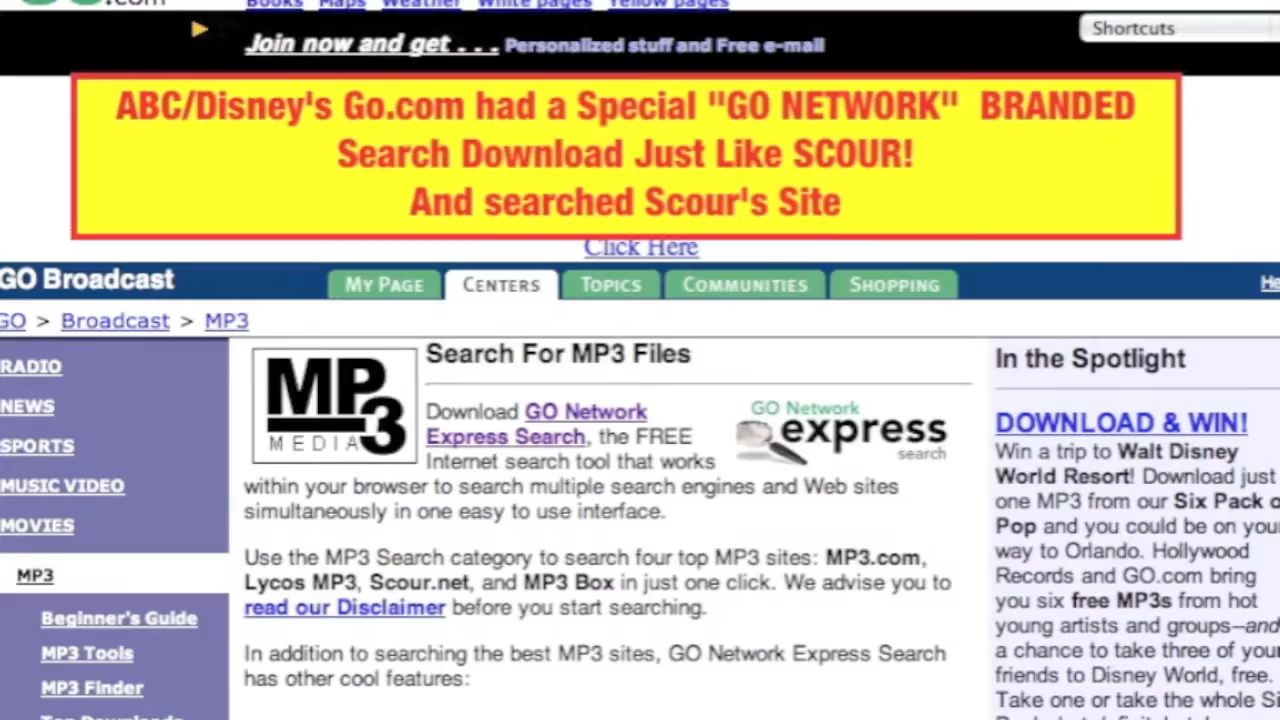 .com
Books Maps Weather White pages Yellow pages
Join now and get . . . Personalized stuff and Free e-mail
Shortcuts
ABC/Disney's Go.com had a Special "GO NETWORK" BRANDED
Search Download Just Like SCOUR!
And searched Scour's Site
Click Here
GO Broadcast
MY PAGE
CENTERS
TOPICS
COMMUNITIES
SHOPPING
GO > Broadcast > MP3
RADIO
NEWS
SPORTS
MUSIC VIDEO
MOVIES
MP3
Beginner's Guide
MP3 Tools
MP3 Finder
Top Downloads
MP3
MEDIA
Search For MP3 Files
Download GO Network
Express Search, the FREE
Internet search tool that works
within your browser to search multiple search engines and Web sites
simultaneously in one easy to use interface.
GO Network
express
search
Use the MP3 Search category to search four top MP3 sites: MP3.com,
Lycos MP3, Scour.net, and MP3 Box in just one click. We advise you to
read our Disclaimer before you start searching.
In addition to searching the best MP3 sites, GO Network Express Search
has other cool features:
In the Spotlight
DOWNLOAD & WIN!
Win a trip to Walt Disney
World Resort! Download just
one MP3 from our Six Pack
Pop and you could be on your
way to Orlando. Hollywood
Records and GO.com bring
you six free MP3s from hot
young artists and groups--and
a chance to take three of your
friends to Disney World, free.
Take one or take the whole